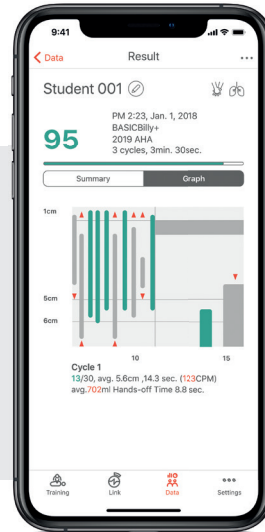 9:41
Data
Result
Student 001
95
PM 2:23, Jan. 1, 2018
BASICBilly+
2019 AHA
3 cycles, 3min. 30sec.
Summary
Graph
1cm
5cm
6cm
10
15
Cycle 1
13/30, avg. 5.6cm ,14.3 sec. (123CPM)
avg.702ml Hands-off Time 8.8 sec.
Training
Link
Data
Settings